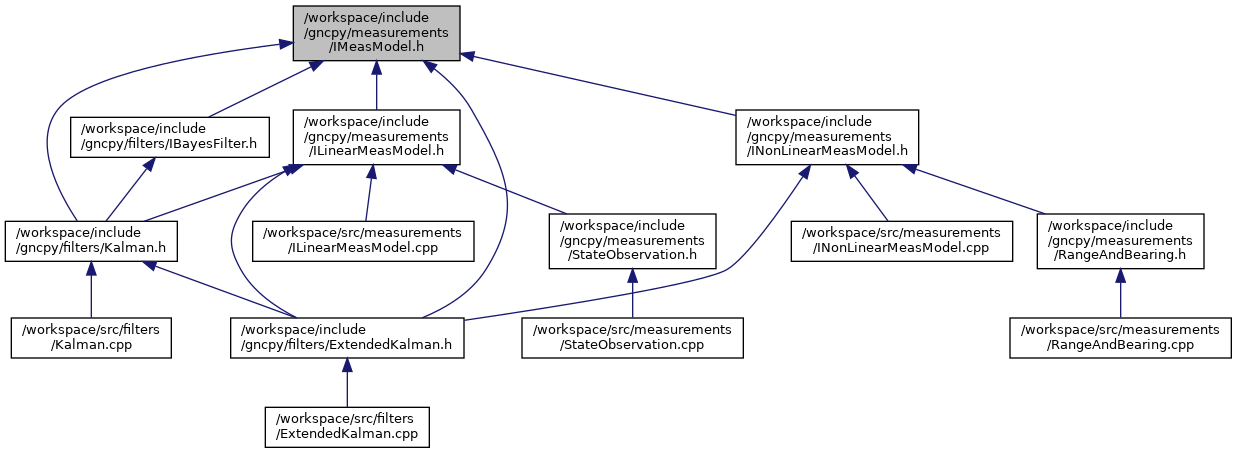 /workspace/include
/gncpy/measurements
/IMeasModel.h
/workspace/include
/gncpy/filters/IBayesFilter.h
/workspace/include
/gncpy/measurements
/ILinearMeasModel.h
/workspace/include
/gncpy/measurements
/INonLinearMeasModel.h
/workspace/include
/gncpy/filters/Kalman.h
/workspace/src/measurements
/ILinearMeasModel.cpp
/workspace/include
/gncpy/measurements
/StateObservation.h
/workspace/src/measurements
/INonLinearMeasModel.cpp
/workspace/include
/gncpy/measurements
/RangeAndBearing.h
/workspace/src/filters
/Kalman.cpp
/workspace/include
/gncpy/filters/ExtendedKalman.h
/workspace/src/measurements
/StateObservation.cpp
/workspace/src/measurements
/RangeAndBearing.cpp
/workspace/src/filters
/ExtendedKalman.cpp